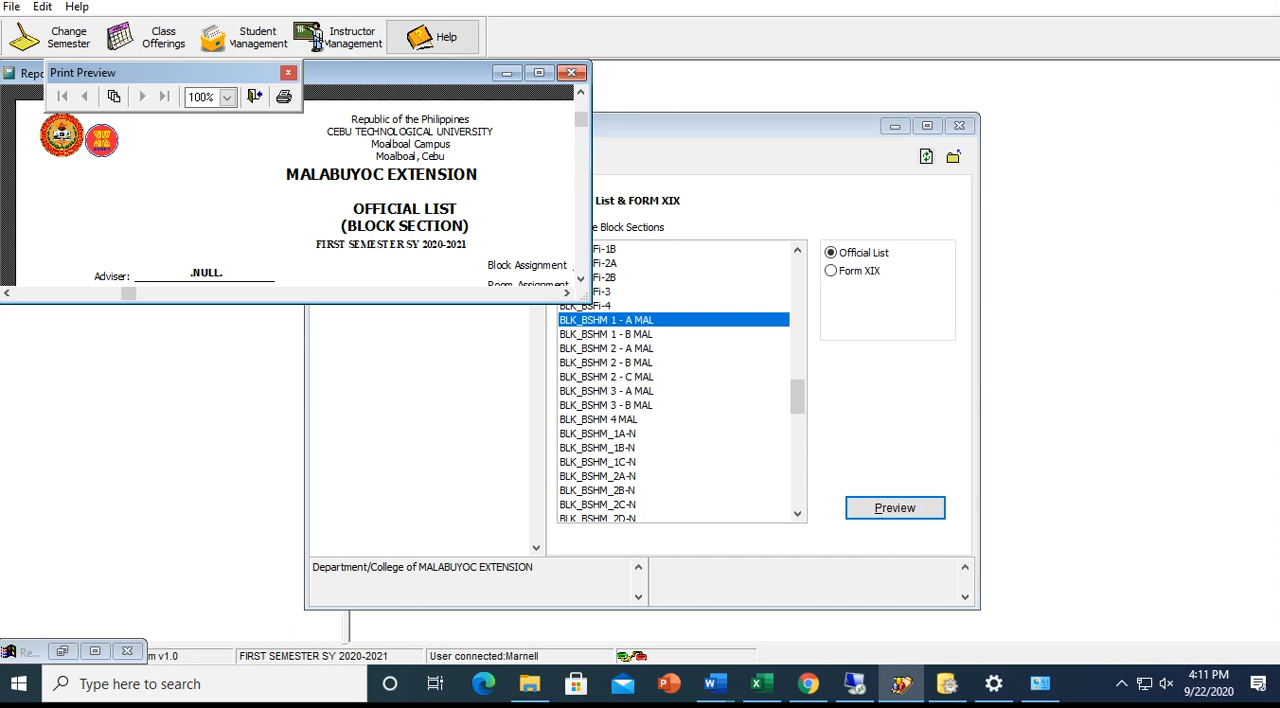 File Edit Help
Change Semester
Class Offerings
Student Management
Instructor Management
Help
Repo
Print Preview
100%
Republic of the Philippines
CEBU TECHNOLOGICAL UNIVERSITY
Moalboal Campus
Moalboal, Cebu
MALABUYOC EXTENSION
OFFICIAL LIST
(BLOCK SECTION)
FIRST SEMESTER SY 2020-2021
Block Assignment
Adviser: .NULL.
Room Assignment
List & FORM XIX
e Block Sections
Fi-1B
Fi-2A
Fi-2B
Fi-3
BLK_BSFi-4
BLK_BSHM 1 - A MAL
BLK_BSHM 1 - B MAL
BLK_BSHM 2 - A MAL
BLK_BSHM 2 - B MAL
BLK_BSHM 2 - C MAL
BLK_BSHM 3 - A MAL
BLK_BSHM 3 - B MAL
BLK_BSHM 4 MAL
BLK_BSHM_1A-N
BLK_BSHM_1B-N
BLK_BSHM_1C-N
BLK_BSHM_2A-N
BLK_BSHM_2B-N
BLK_BSHM_2C-N
BLK_BSHM_2D-N
Official List
Form XIX
Preview
Department/College of MALABUYOC EXTENSION
Re...
m v1.0
FIRST SEMESTER SY 2020-2021
User connected:Marnell
Type here to search
4:11 PM
9/22/2020